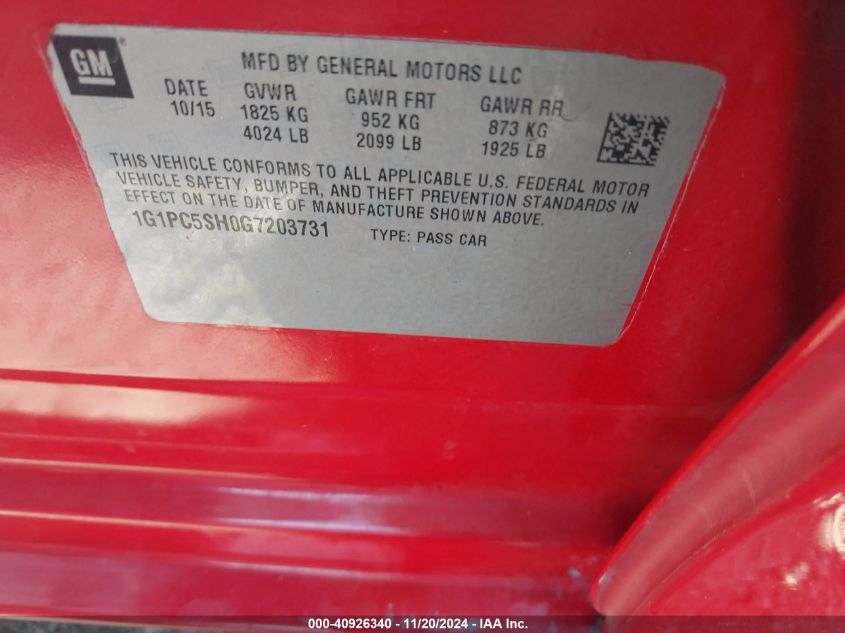 GM
MFD BY GENERAL MOTORS LLC
DATE GVWR GAWR FRT GAWR RR
10/15 1825 KG 952 KG 873 KG
4024 LB 2099 LB 1925 LB
THIS VEHICLE CONFORMS TO ALL APPLICABLE U.S. FEDERAL MOTOR
VEHICLE SAFETY, BUMPER, AND THEFT PREVENTION STANDARDS IN
EFFECT ON THE DATE OF MANUFACTURE SHOWN ABOVE.
1G1PC5SH0G7203731 TYPE: PASS CAR
000-40926340 - 11/20/2024 - IAA Inc.